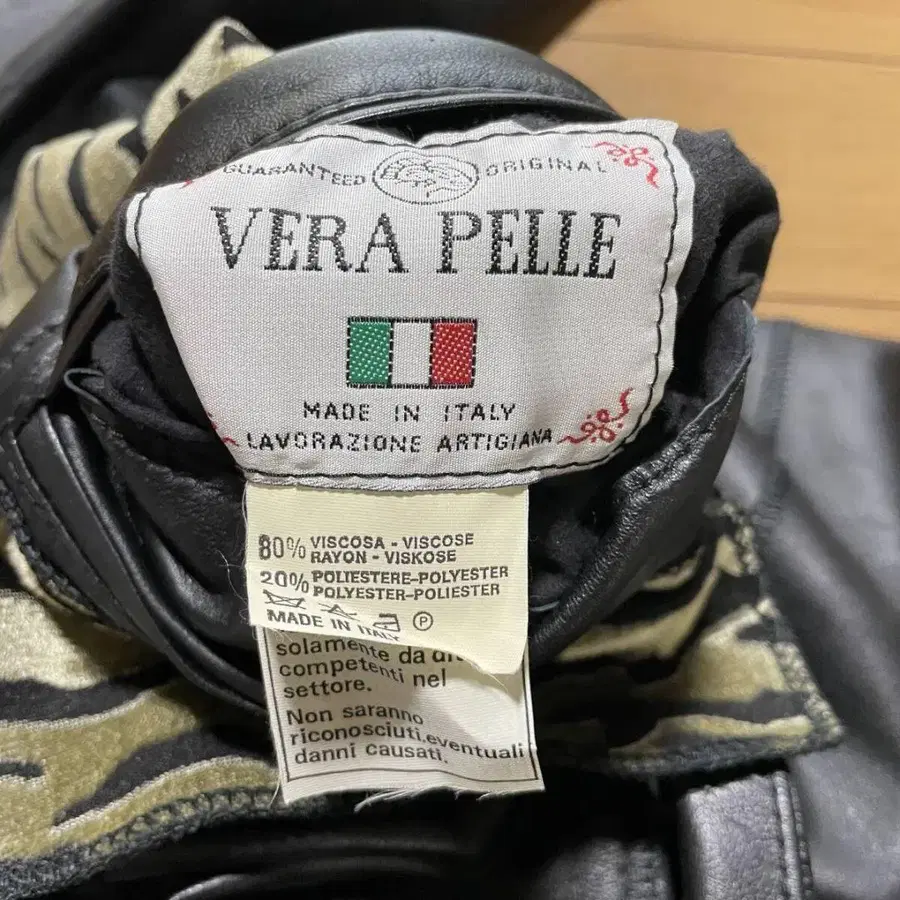 GUARANTEED ORIGINAL
VERA PELLE
MADE IN ITALY
LAVORAZIONE ARTIGIANA
80% VISCOSA - VISCOSE
RAYON - VISKOSE
20% POLIESTERE-POLYESTER
POLYESTER-POLIESTER
P
MADE IN ITALY
solamente da
competenti nel
settore.
Non saranno
riconosciuti,eventuali
danni causati.